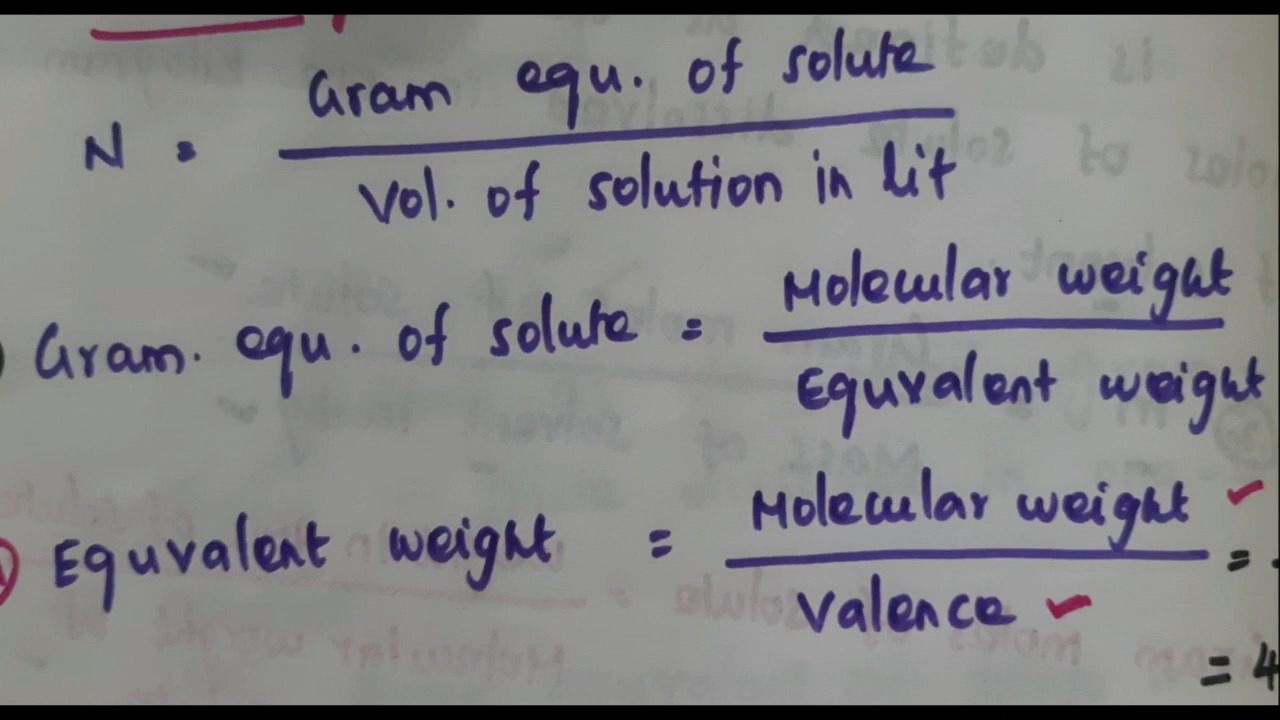 N = Gram equ. of solute
Vol. of solution in lit
Gram. equ. of solute = Molecular weight
Equvalent weight
Equvalent weight = Molecular weight =
Valence
= 4